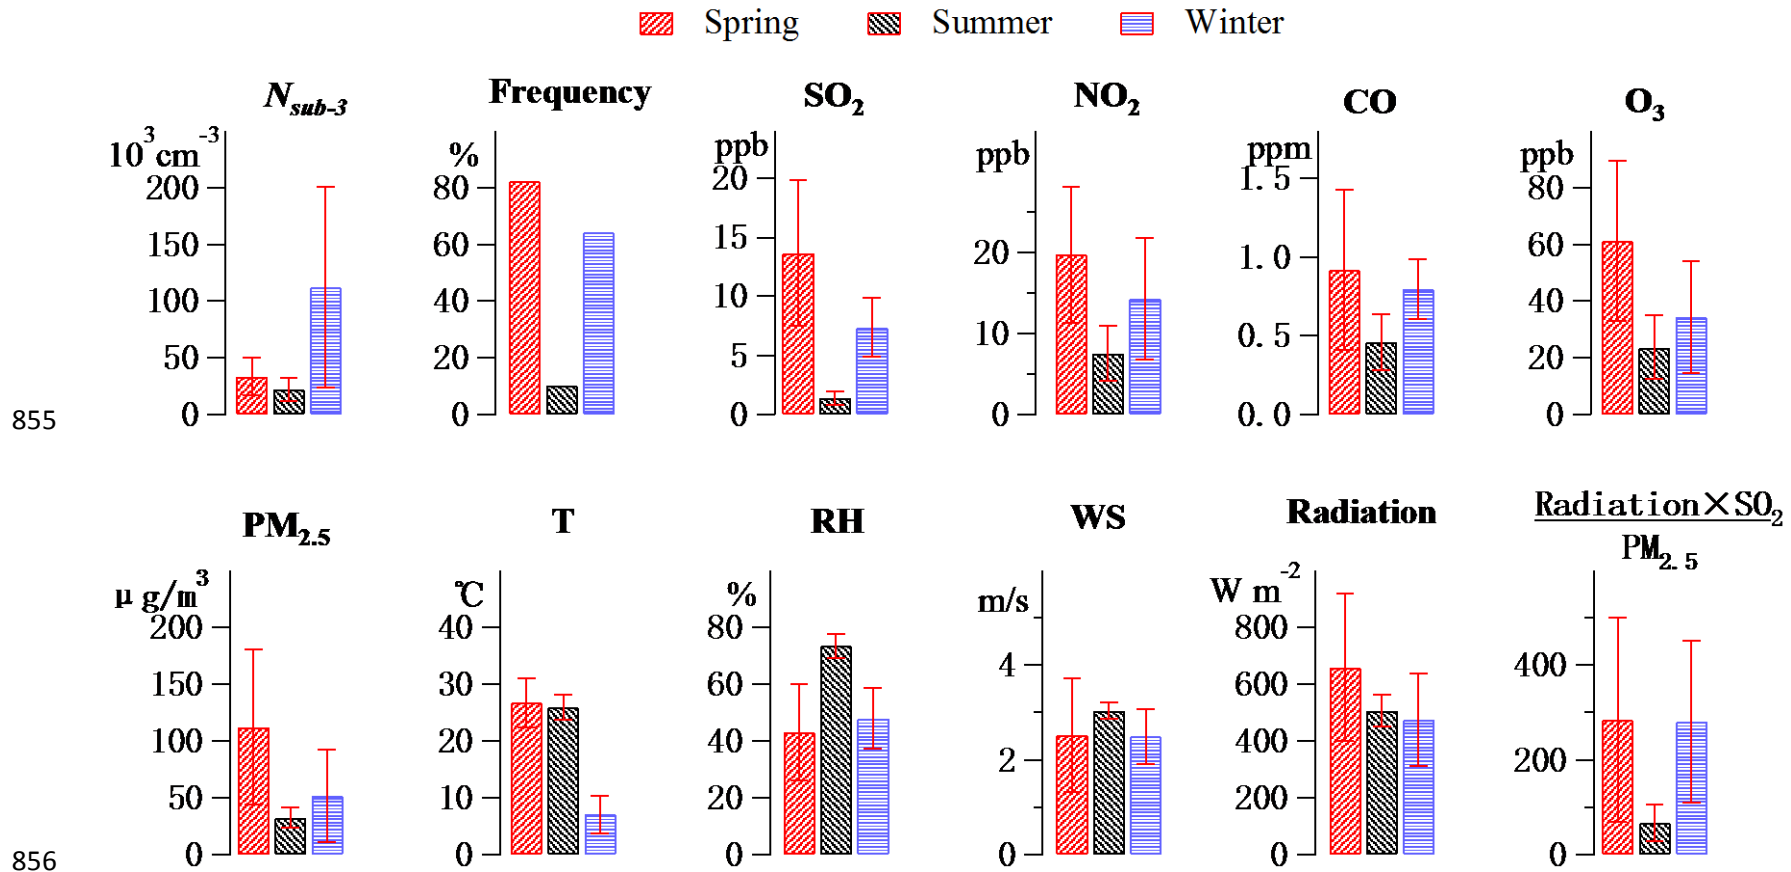 Spring Summer Winter
N_sub-3 Frequency SO₂ NO₂ CO O₃
10³cm⁻³ % ppb ppb ppm ppb
200 80 20 20 1.5 80
150 60 15 10 1.0 60
100 40 10 0 0.5 40
50 20 5 0.0 20
0 0 0 0
855
PM₂.₅ T RH WS Radiation Radiation×SO₂
PM₂.₅
μg/m³ ℃ % m/s W m⁻²
200 40 80 4 800 400
150 30 60 2 600 200
100 20 40 0 400 0
50 10 20 200
0 0 0 0
856